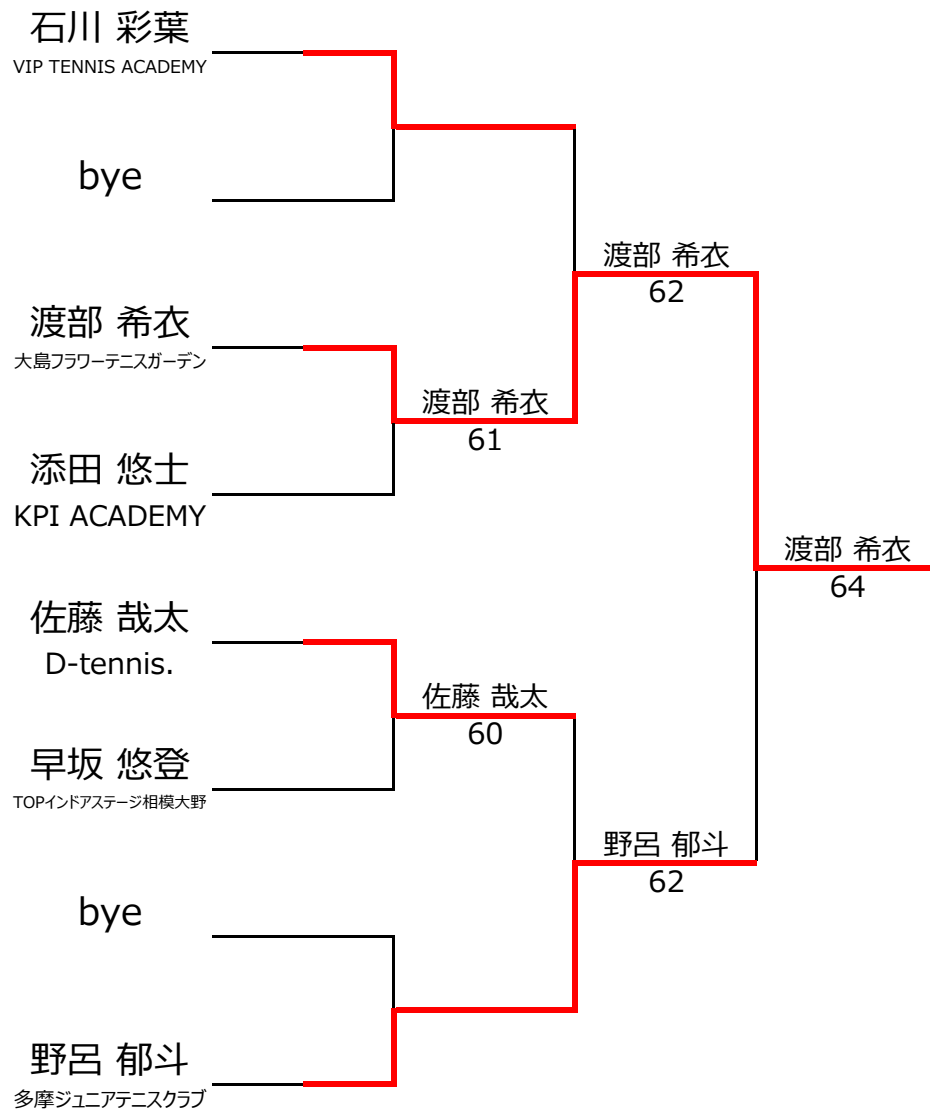 石川 彩葉
VIP TENNIS ACADEMY
bye
渡部 希衣
62
渡部 希衣
大島フラワーテニスガーデン
渡部 希衣
61
添田 悠士
KPI ACADEMY
渡部 希衣
64
佐藤 哉太
D-tennis.
佐藤 哉太
60
早坂 悠登
TOPインドアステージ相模大野
野呂 郁斗
62
bye
野呂 郁斗
多摩ジュニアテニスクラブ